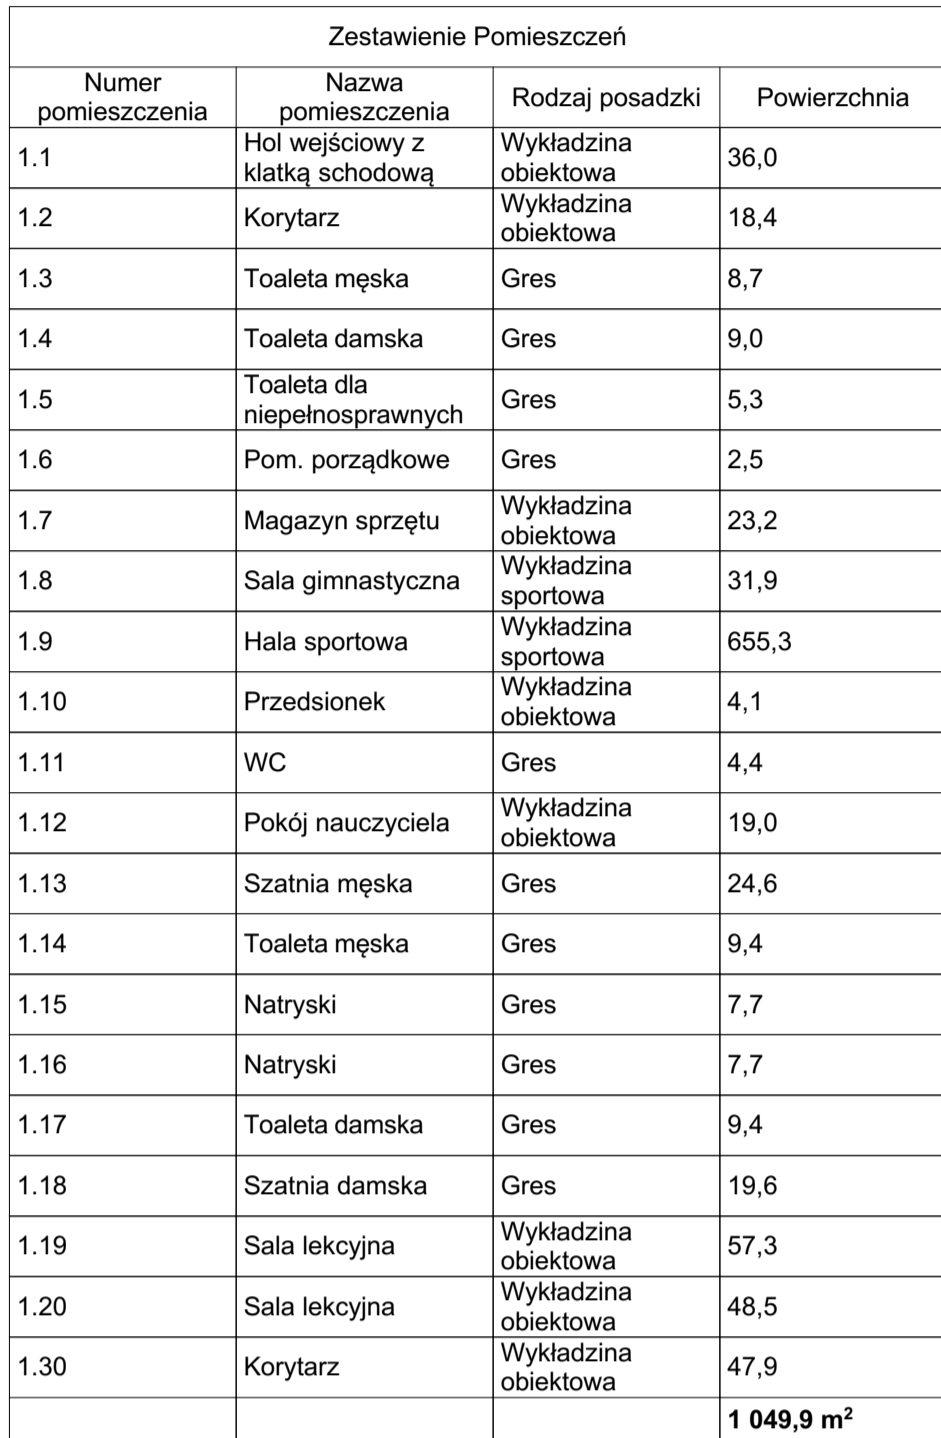 Zestawienie Pomieszczeń
Numer
pomieszczenia
Nazwa
pomieszczenia
Rodzaj posadzki
Powierzchnia
1.1
Hol wejściowy z
klatką schodową
Wykładzina
obiektowa
36,0
1.2
Korytarz
Wykładzina
obiektowa
18,4
1.3
Toaleta męska
Gres
8,7
1.4
Toaleta damska
Gres
9,0
1.5
Toaleta dla
niepełnosprawnych
Gres
5,3
1.6
Pom. porządkowe
Gres
2,5
1.7
Magazyn sprzętu
Wykładzina
obiektowa
23,2
1.8
Sala gimnastyczna
Wykładzina
sportowa
31,9
1.9
Hala sportowa
Wykładzina
sportowa
655,3
1.10
Przedsionek
Wykładzina
obiektowa
4,1
1.11
WC
Gres
4,4
1.12
Pokój nauczyciela
Wykładzina
obiektowa
19,0
1.13
Szatnia męska
Gres
24,6
1.14
Toaleta męska
Gres
9,4
1.15
Natryski
Gres
7,7
1.16
Natryski
Gres
7,7
1.17
Toaleta damska
Gres
9,4
1.18
Szatnia damska
Gres
19,6
1.19
Sala lekcyjna
Wykładzina
obiektowa
57,3
1.20
Sala lekcyjna
Wykładzina
obiektowa
48,5
1.30
Korytarz
Wykładzina
obiektowa
47,9
1 049,9 m²